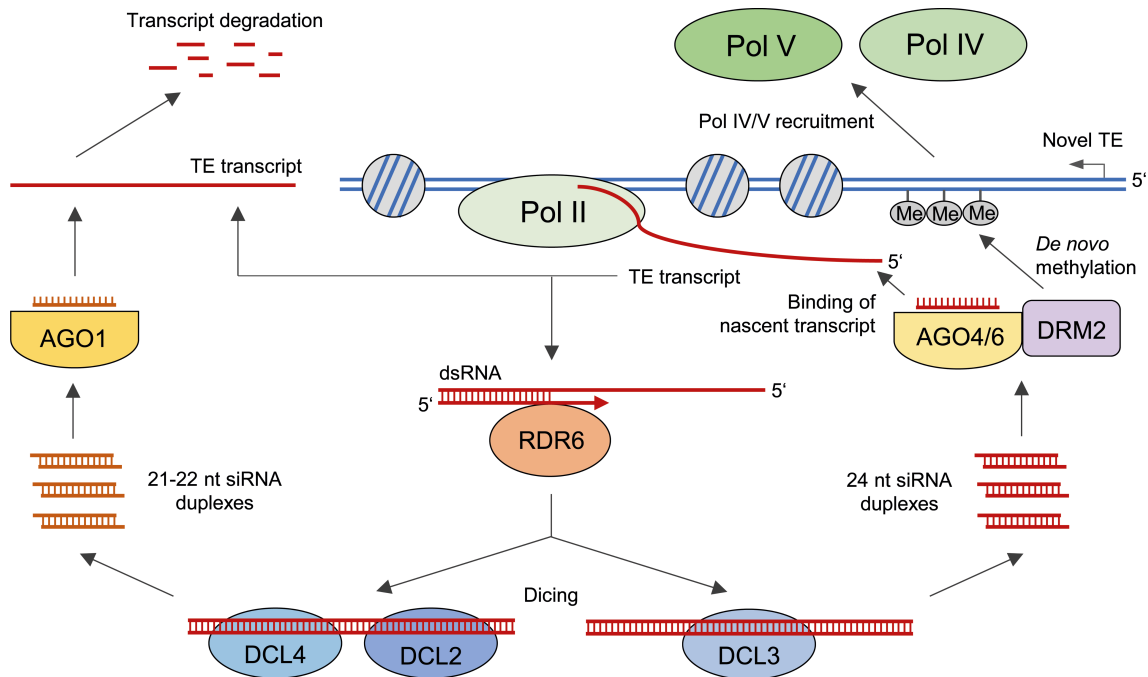 Transcript degradation
Pol V
Pol IV
Pol IV/V recruitment
Novel TE
TE transcript
5‘
Pol II
Me
Me
Me
5‘
De novo
methylation
TE transcript
Binding of
nascent transcript
AGO1
AGO4/6
DRM2
dsRNA
5‘
5‘
RDR6
21-22 nt siRNA
duplexes
24 nt siRNA
duplexes
Dicing
DCL4
DCL2
DCL3